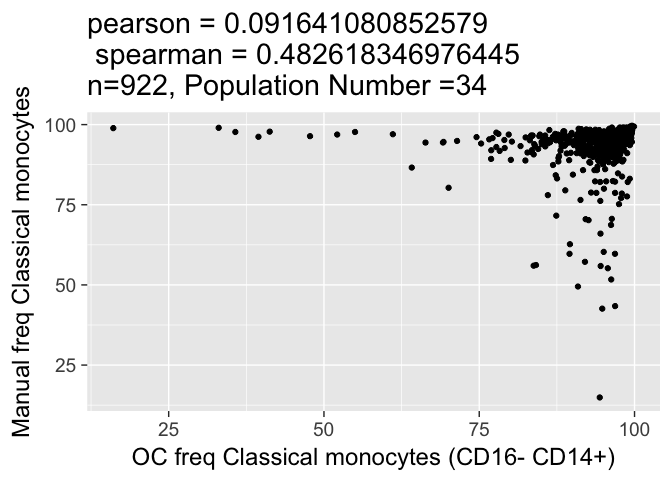 pearson = 0.091641080852579
spearman = 0.482618346976445
n=922, Population Number =34
Manual freq Classical monocytes
100
75
50
25
25
50
75
100
OC freq Classical monocytes (CD16- CD14+)